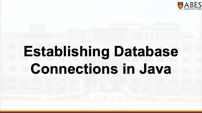 ABES
Establishing Database
Connections in Java